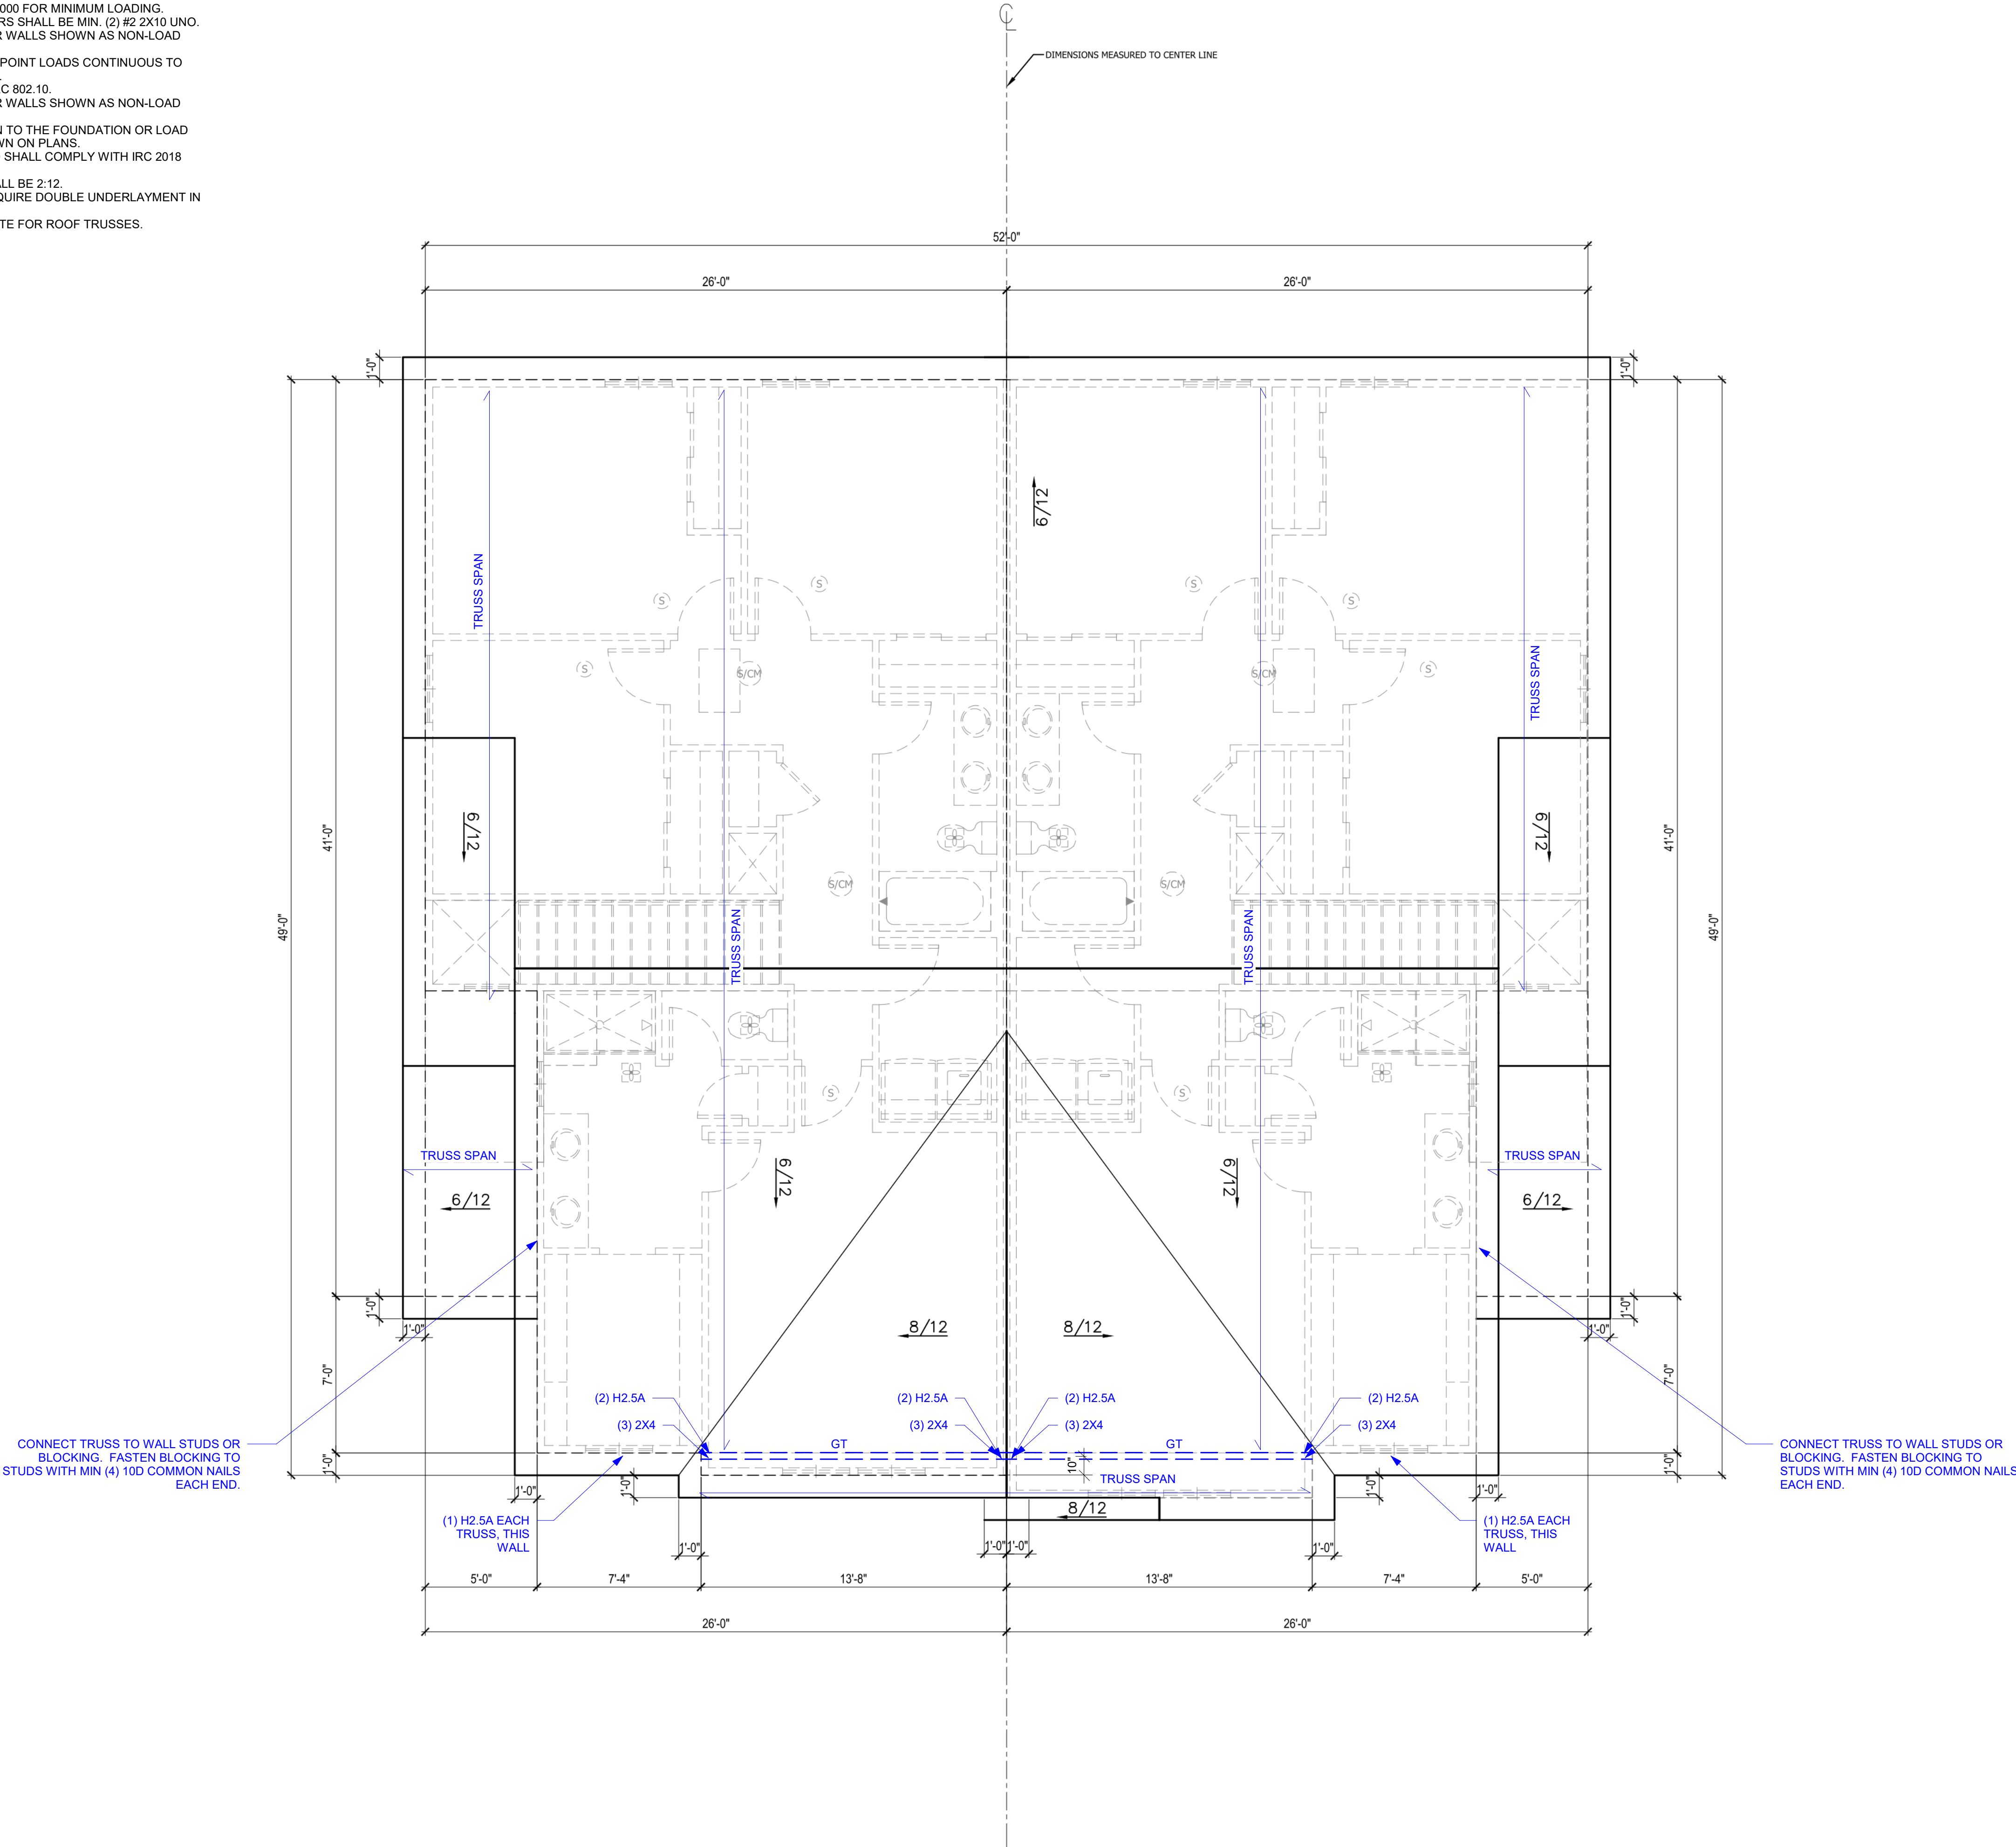 000 FOR MINIMUM LOADING.
RS SHALL BE MIN. (2) #2 2X10 UNO.
R WALLS SHOWN AS NON-LOAD
POINT LOADS CONTINUOUS TO
C 802.10.
R WALLS SHOWN AS NON-LOAD
N TO THE FOUNDATION OR LOAD
WN ON PLANS.
SHALL COMPLY WITH IRC 2018
ALL BE 2:12.
QUIRE DOUBLE UNDERLAYMENT IN
TE FOR ROOF TRUSSES.
CL
DIMENSIONS MEASURED TO CENTER LINE
52'-0"
26'-0"
26'-0"
1'-0"
1'-0"
6/12
TRUSS SPAN
S
S
S
S
S
S
S/CM
S/CM
TRUSS SPAN
6/12
6/12
41'-0"
41'-0"
S/CM
S/CM
49'-0"
49'-0"
TRUSS SPAN
TRUSS SPAN
S
S
TRUSS SPAN
TRUSS SPAN
6/12
6/12
6/12
6/12
1'-0"
1'-0"
1'-0"
1'-0"
8/12
8/12
7'-0"
7'-0"
(2) H2.5A
(2) H2.5A
(2) H2.5A
(2) H2.5A
(3) 2X4
(3) 2X4
(3) 2X4
(3) 2X4
GT
GT
CONNECT TRUSS TO WALL STUDS OR
BLOCKING. FASTEN BLOCKING TO
STUDS WITH MIN (4) 10D COMMON NAILS
EACH END.
CONNECT TRUSS TO WALL STUDS OR
BLOCKING. FASTEN BLOCKING TO
STUDS WITH MIN (4) 10D COMMON NAILS
EACH END.
1'-0"
1'-0"
10"
TRUSS SPAN
1'-0"
1'-0"
1'-0"
1'-0"
8/12
(1) H2.5A EACH
TRUSS, THIS
WALL
(1) H2.5A EACH
TRUSS, THIS
WALL
1'-0"
1'-0"
1'-0"
1'-0"
5'-0"
7'-4"
13'-8"
13'-8"
7'-4"
5'-0"
26'-0"
26'-0"